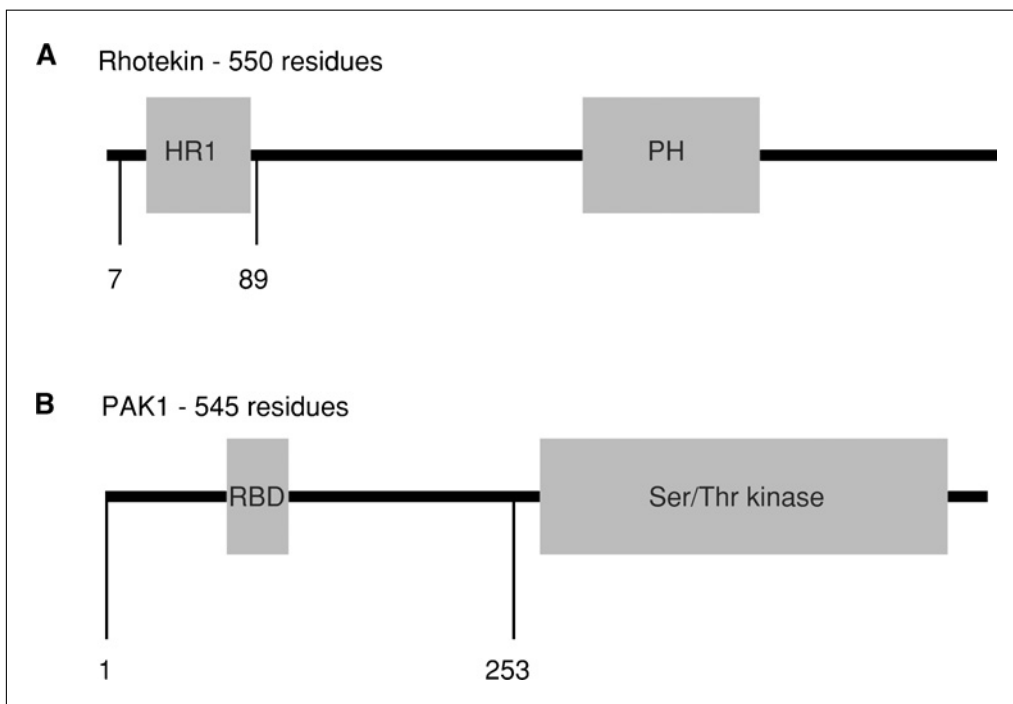 A Rhotekin - 550 residues
HR1 PH
7 89
B PAK1 - 545 residues
RBD Ser/Thr kinase
1 253